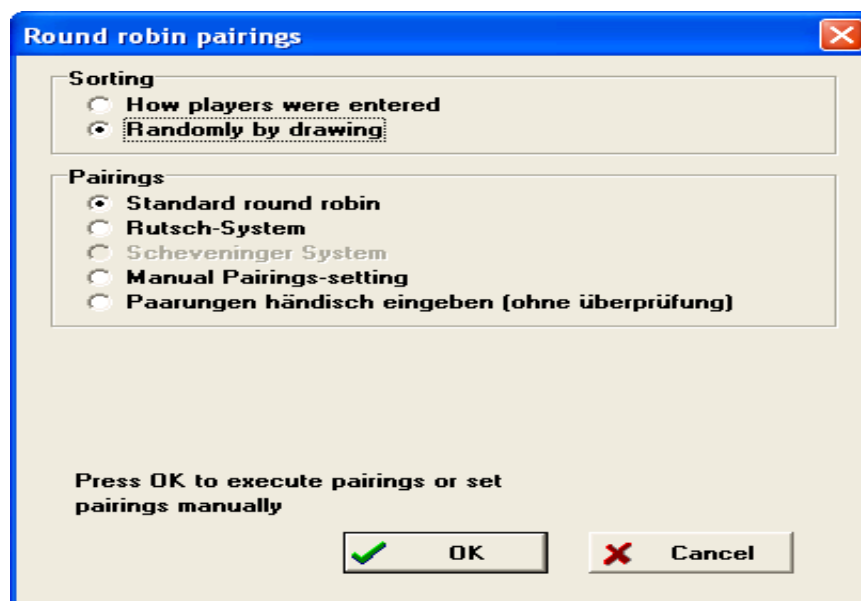 Round robin pairings
Sorting
How players were entered
Randomly by drawing
Pairings
Standard round robin
Rutsch-System
Scheveninger System
Manual Pairings-setting
Paarungen händisch eingeben (ohne überprüfung)
Press OK to execute pairings or set
pairings manually
OK
Cancel